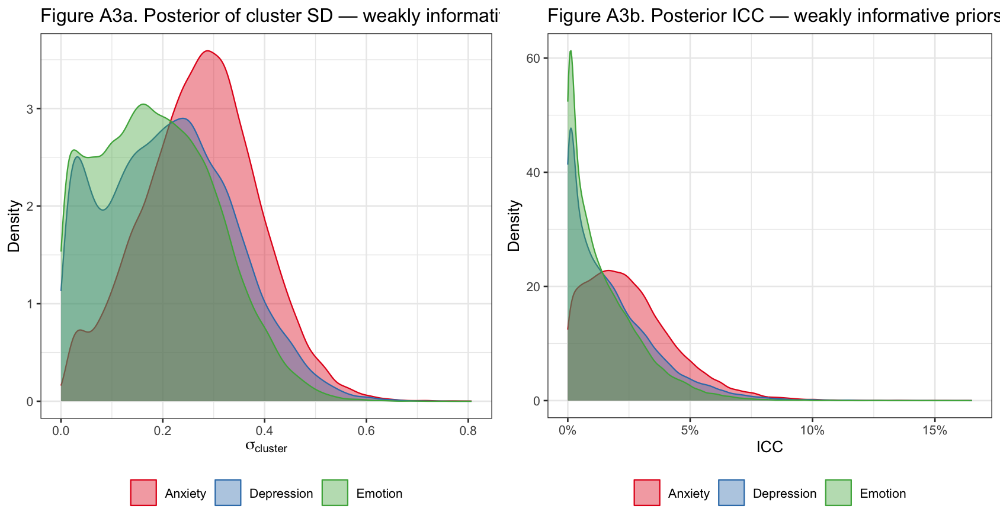 Figure A3a. Posterior of cluster SD — weakly informati
Density
3
2
1
0
0.0 0.2 0.4 0.6 0.8
σcluster
Anxiety Depression Emotion
Figure A3b. Posterior ICC — weakly informative priors
Density
60
40
20
0
0% 5% 10% 15%
ICC
Anxiety Depression Emotion